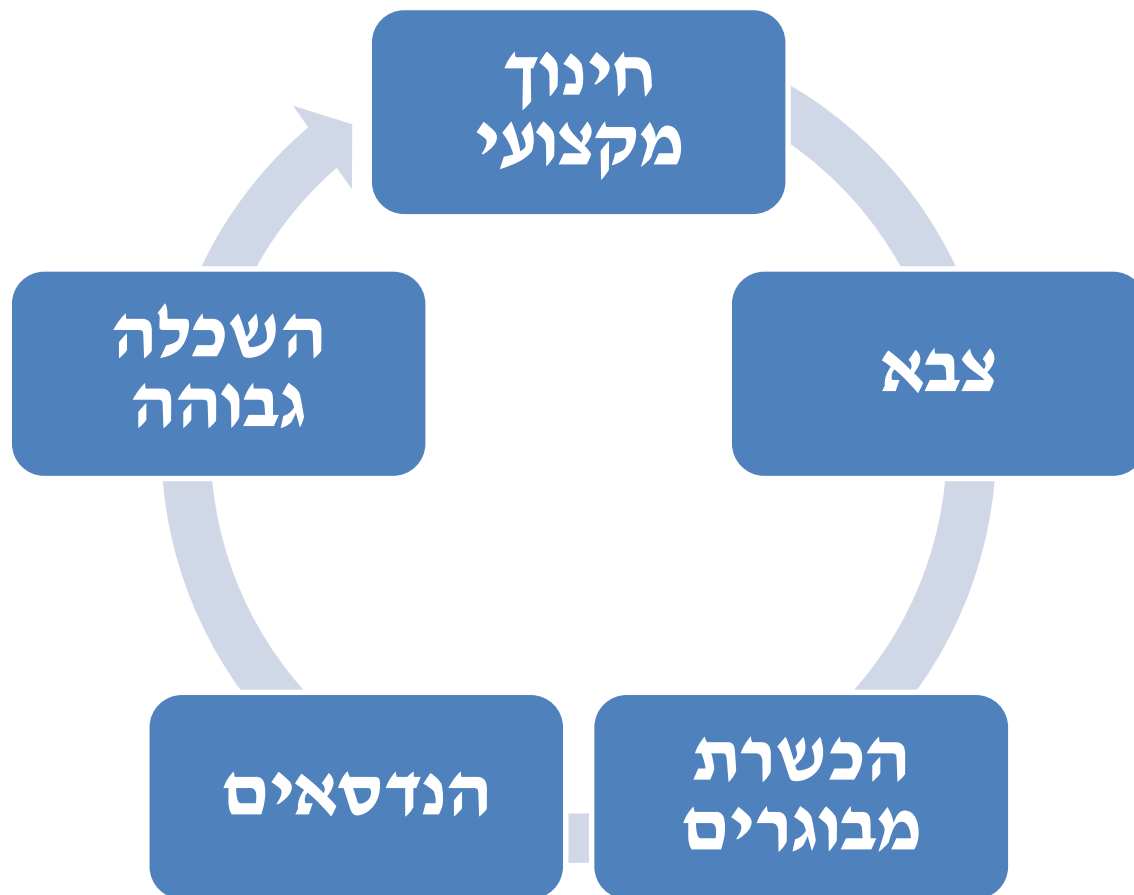 חינוך
מקצועי
צבא
הכשרת
מבוגרים
הנדסאים
השכלה
גבוהה